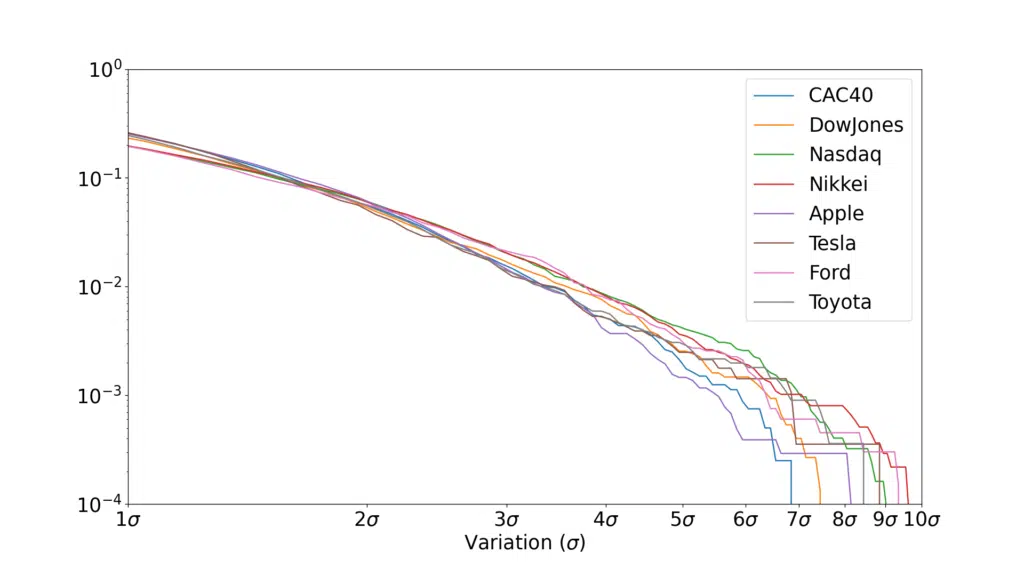 10⁰
10⁻¹
10⁻²
10⁻³
10⁻⁴
CAC40
DowJones
Nasdaq
Nikkei
Apple
Tesla
Ford
Toyota
1σ 2σ 3σ 4σ 5σ 6σ 7σ 8σ 9σ 10σ
Variation (σ)